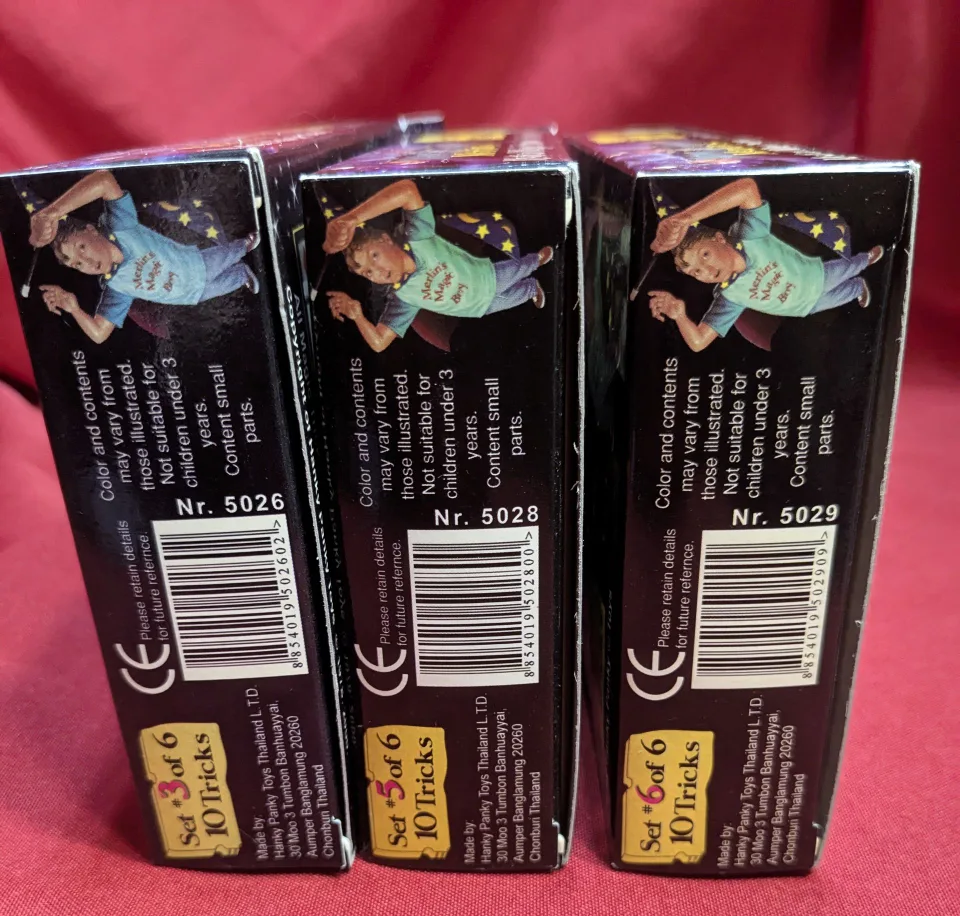 Merlin's
Magic
Boy
Color and contents
may vary from
those illustrated.
Not suitable for
children under 3
years.
Content small
parts.
Nr. 5026
Please retain details
for future refernce.
8 854019 502602 >
CE
Set #3 of 6
10 Tricks
Made by.
Hanky Panky Toys Thailand L.T.D.
30 Moo 3 Tumbon Banhuayyai,
Aumper Banglamung 20260
Chonbun Thailand
Merlin's
Magic
Boy
Color and contents
may vary from
those illustrated.
Not suitable for
children under 3
years.
Content small
parts.
Nr. 5028
Please retain details
for future refernce.
8 854019 502800 >
CE
Set #5 of 6
10 Tricks
Made by.
Hanky Panky Toys Thailand L.T.D.
30 Moo 3 Tumbon Banhuayyai,
Aumper Banglamung 20260
Chonbun Thailand
Merlin's
Magic
Boy
Color and contents
may vary from
those illustrated.
Not suitable for
children under 3
years.
Content small
parts.
Nr. 5029
Please retain details
for future refernce.
8 854019 502909 >
CE
Set #6 of 6
10 Tricks
Made by.
Hanky Panky Toys Thailand L.T.D.
30 Moo 3 Tumbon Banhuayyai,
Aumper Banglamung 20260
Chonbun Thailand